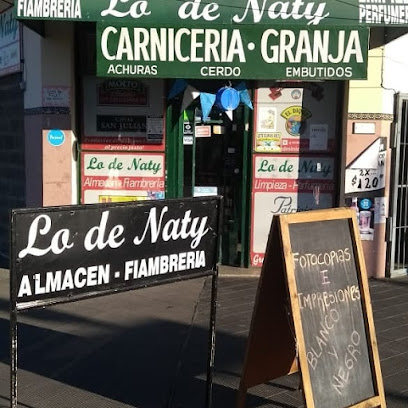 FIAMBRERIA
Lo de Naty
PERFUMER
CARNICERIA · GRANJA
ACHURAS CERDO EMBUTIDOS
SAN JULIAN
Lo de Naty
Almacen - Fiambreria
Lo de Naty
Limpieza - Perfumeria
2x
$120
Lo de Naty
ALMACEN - FIAMBRERIA
FOTOCOPIAS
E
IMPRESIONES
BLANCO
Y
NEGRO